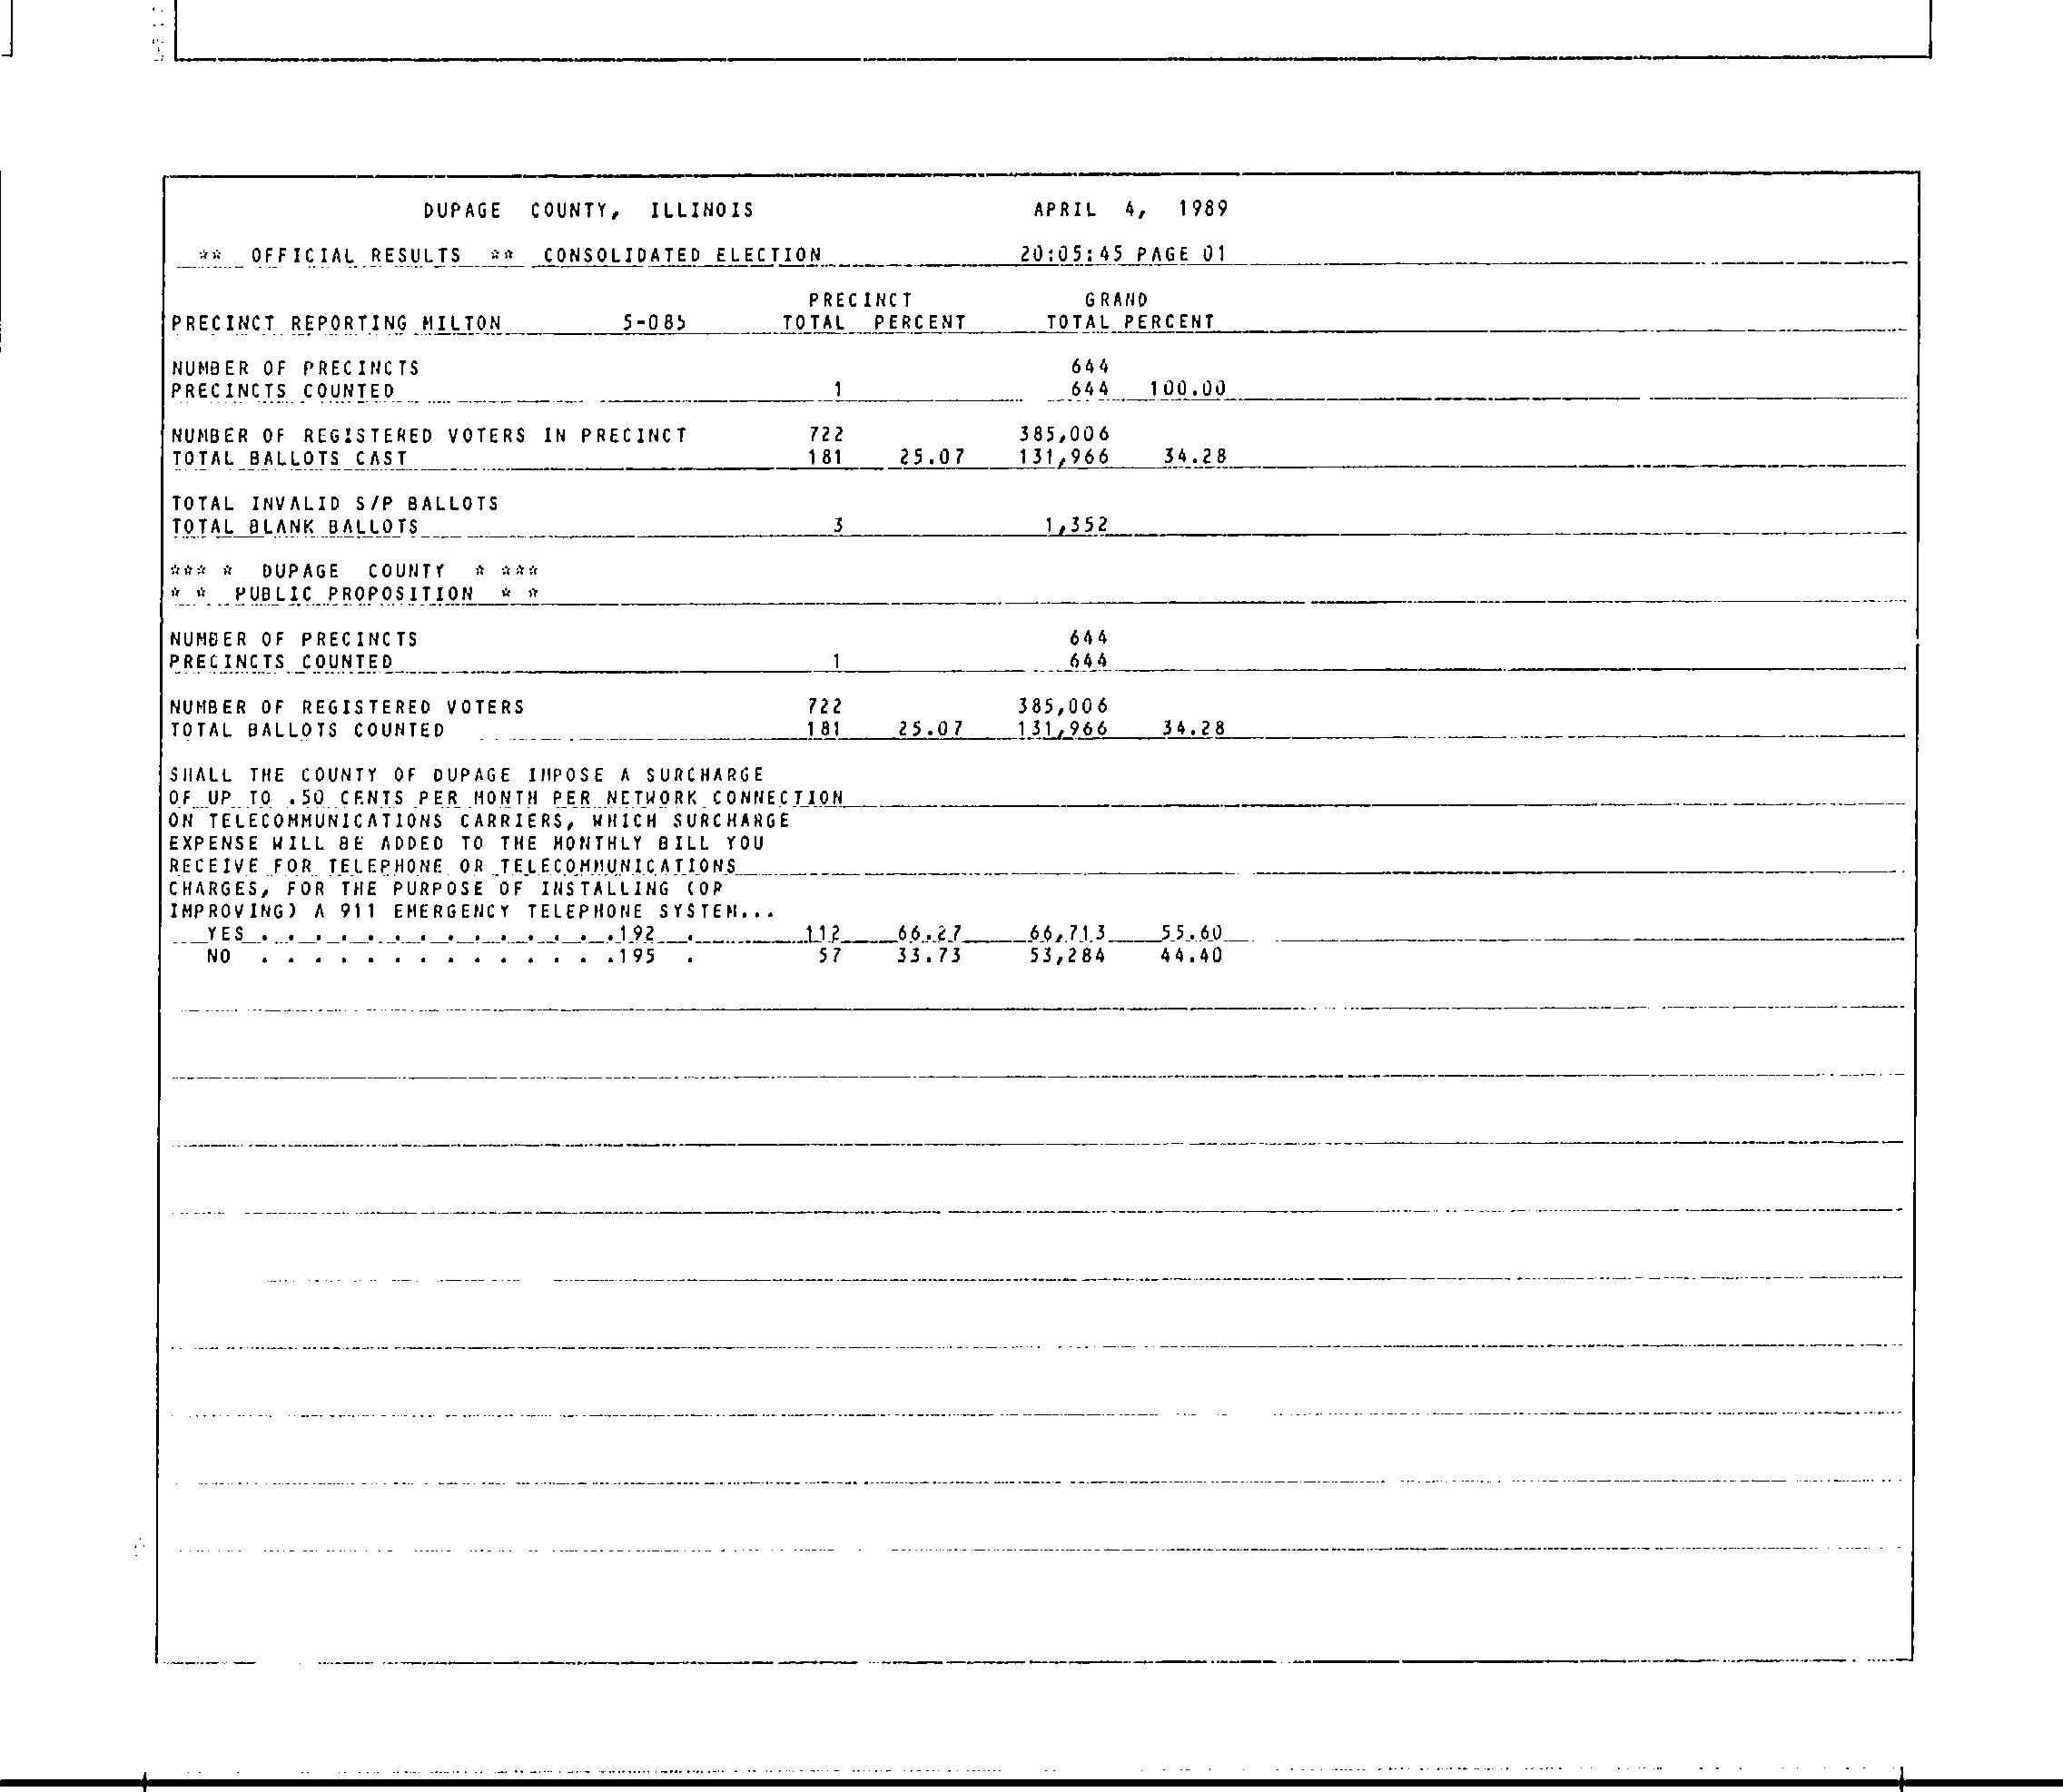 DUPAGE COUNTY, ILLINOIS APRIL 4, 1989
** OFFICIAL RESULTS ** CONSOLIDATED ELECTION 20:05:45 PAGE 01
PRECINCT GRAND
PRECINCT REPORTING MILTON 5-085 TOTAL PERCENT TOTAL PERCENT
NUMBER OF PRECINCTS 644
PRECINCTS COUNTED 1 644 100.00
NUMBER OF REGISTERED VOTERS IN PRECINCT 722 385,006
TOTAL BALLOTS CAST 181 25.07 131,966 34.28
TOTAL INVALID S/P BALLOTS
TOTAL BLANK BALLOTS 3 1,352
*** * DUPAGE COUNTY * ***
* * PUBLIC PROPOSITION * *
NUMBER OF PRECINCTS 644
PRECINCTS COUNTED 1 644
NUMBER OF REGISTERED VOTERS 722 385,006
TOTAL BALLOTS COUNTED 181 25.07 131,966 34.28
SHALL THE COUNTY OF DUPAGE IMPOSE A SURCHARGE
OF UP TO .50 CENTS PER MONTH PER NETWORK CONNECTION
ON TELECOMMUNICATIONS CARRIERS, WHICH SURCHARGE
EXPENSE WILL BE ADDED TO THE MONTHLY BILL YOU
RECEIVE FOR TELEPHONE OR TELECOMMUNICATIONS
CHARGES, FOR THE PURPOSE OF INSTALLING (OR
IMPROVING) A 911 EMERGENCY TELEPHONE SYSTEM...
YES . . . . . . . . . . . . . .192 . 112 66.27 66,713 55.60
NO . . . . . . . . . . . . . .195 . 57 33.73 53,284 44.40